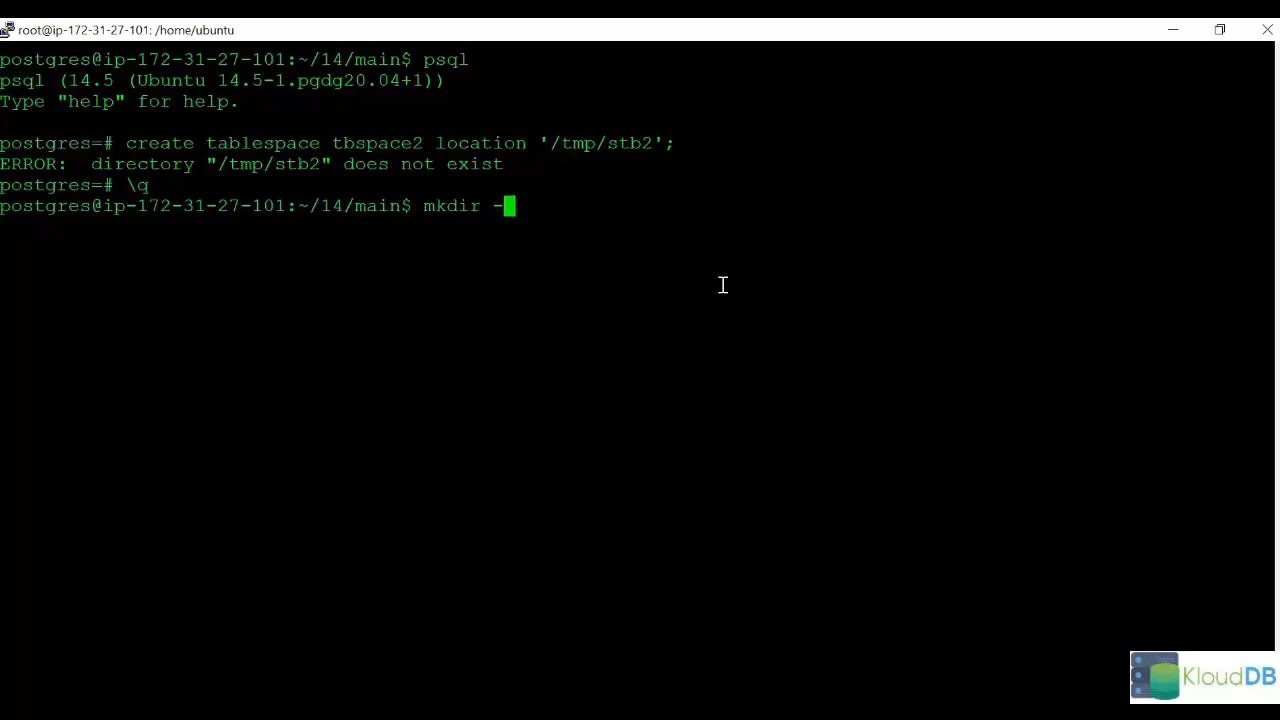 root@ip-172-31-27-101: /home/ubuntu
postgres@ip-172-31-27-101:~/14/main$ psql
psql (14.5 (Ubuntu 14.5-1.pgdg20.04+1))
Type "help" for help.
postgres=# create tablespace tbspace2 location '/tmp/stb2';
ERROR:  directory "/tmp/stb2" does not exist
postgres=# \q
postgres@ip-172-31-27-101:~/14/main$ mkdir -
KloudDB